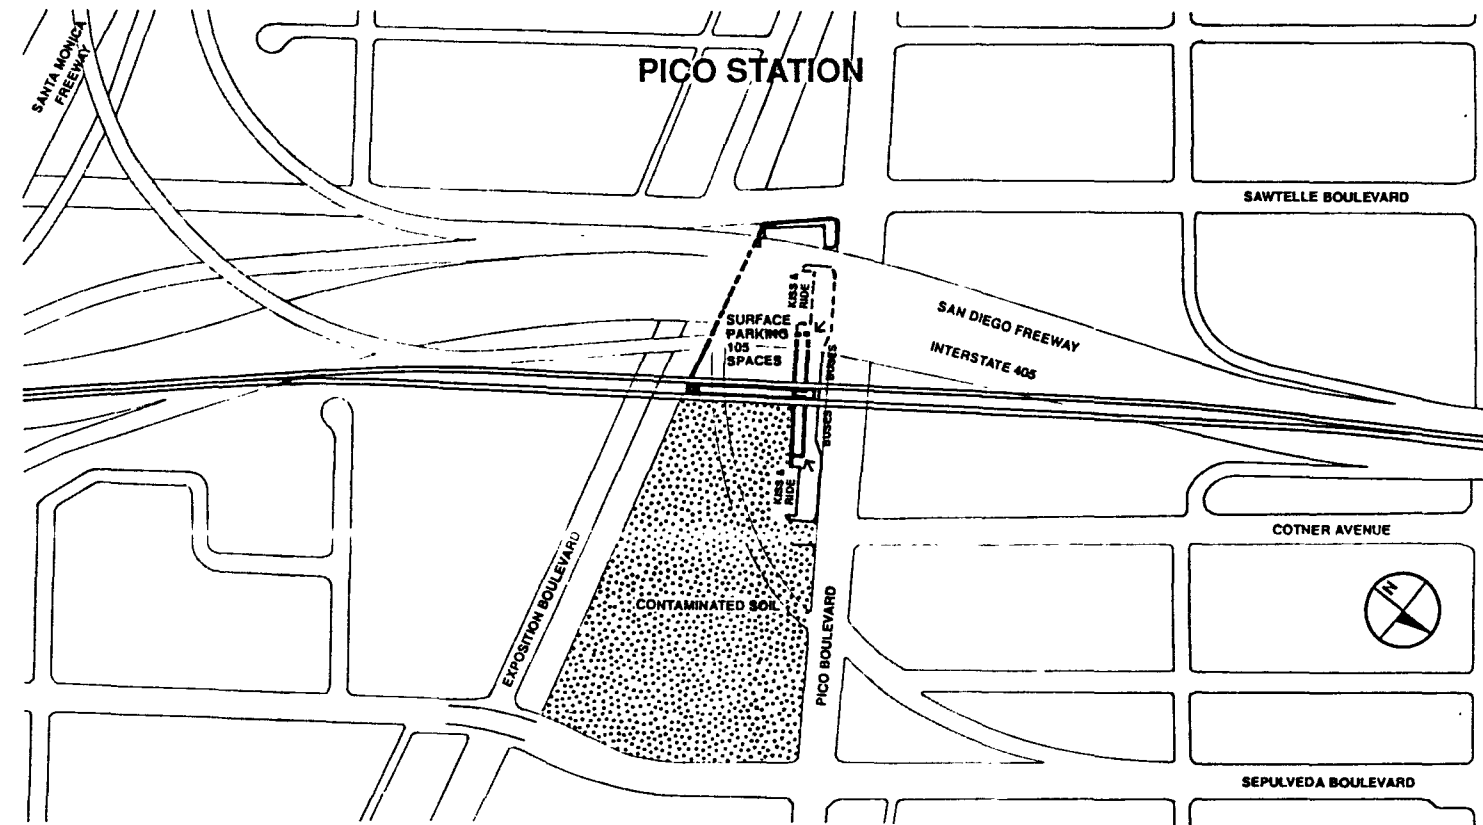 SANTA MONICA
FREEWAY
PICO STATION
SAWTELLE BOULEVARD
KISS &
RIDE
SURFACE
PARKING
105
SPACES
BUSES
SAN DIEGO FREEWAY
INTERSTATE 405
BUSES
KISS &
RIDE
COTNER AVENUE
EXPOSITION BOULEVARD
CONTAMINATED SOIL
PICO BOULEVARD
N
SEPULVEDA BOULEVARD